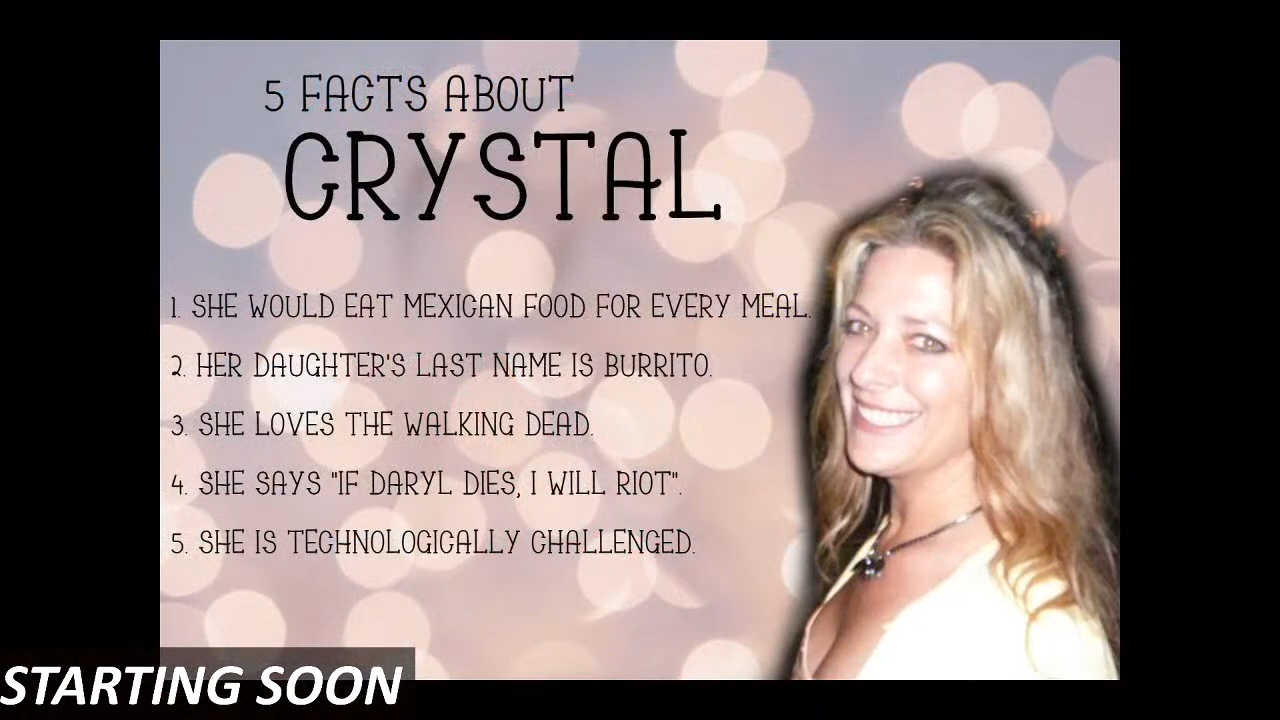 5 FACTS ABOUT
CRYSTAL
1. SHE WOULD EAT MEXICAN FOOD FOR EVERY MEAL.
2. HER DAUGHTER'S LAST NAME IS BURRITO.
3. SHE LOVES THE WALKING DEAD.
4. SHE SAYS "IF DARYL DIES, I WILL RIOT".
5. SHE IS TECHNOLOGICALLY CHALLENGED.
STARTING SOON